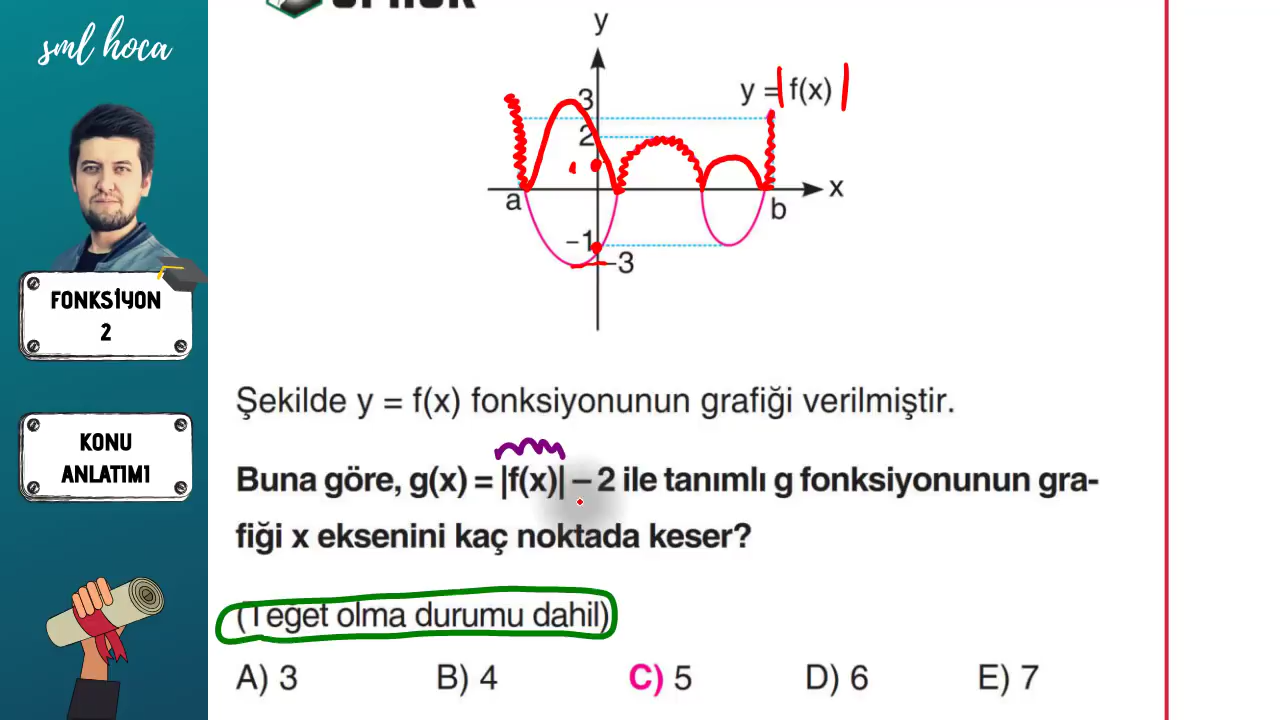 sml hoca
FONKSİYON
2
KONU
ANLATIMI
y
y = |f(x)|
3
2
x
a
b
−1
−3
Şekilde y = f(x) fonksiyonunun grafiği verilmiştir.
Buna göre, g(x) = |f(x)| − 2 ile tanımlı g fonksiyonunun gra-
fiği x eksenini kaç noktada keser?
(Teğet olma durumu dahil)
A) 3 B) 4 C) 5 D) 6 E) 7